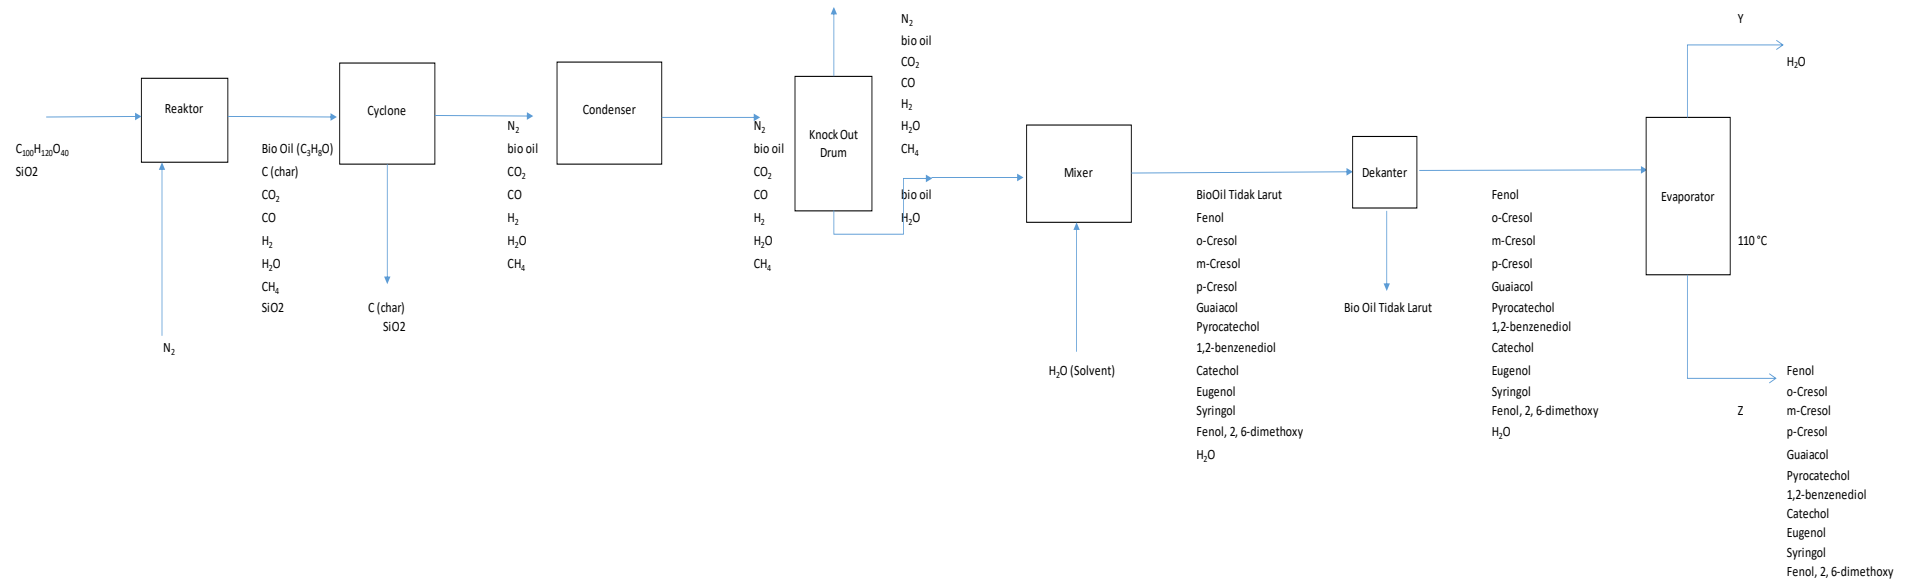 C₁₀₀H₁₂₀O₄₀
SiO2
Reaktor
N₂
Bio Oil (C₃H₈O)
C (char)
CO₂
CO
H₂
H₂O
CH₄
SiO2
Cyclone
C (char)
SiO2
N₂
bio oil
CO₂
CO
H₂
H₂O
CH₄
Condenser
N₂
bio oil
CO₂
CO
H₂
H₂O
CH₄
Knock Out
Drum
N₂
bio oil
CO₂
CO
H₂
H₂O
CH₄
bio oil
H₂O
Mixer
H₂O (Solvent)
BioOil Tidak Larut
Fenol
o-Cresol
m-Cresol
p-Cresol
Guaiacol
Pyrocatechol
1,2-benzenediol
Catechol
Eugenol
Syringol
Fenol, 2, 6-dimethoxy
H₂O
Dekanter
Bio Oil Tidak Larut
Fenol
o-Cresol
m-Cresol
p-Cresol
Guaiacol
Pyrocatechol
1,2-benzenediol
Catechol
Eugenol
Syringol
Fenol, 2, 6-dimethoxy
H₂O
Evaporator
110 °C
Y
H₂O
Z
Fenol
o-Cresol
m-Cresol
p-Cresol
Guaiacol
Pyrocatechol
1,2-benzenediol
Catechol
Eugenol
Syringol
Fenol, 2, 6-dimethoxy